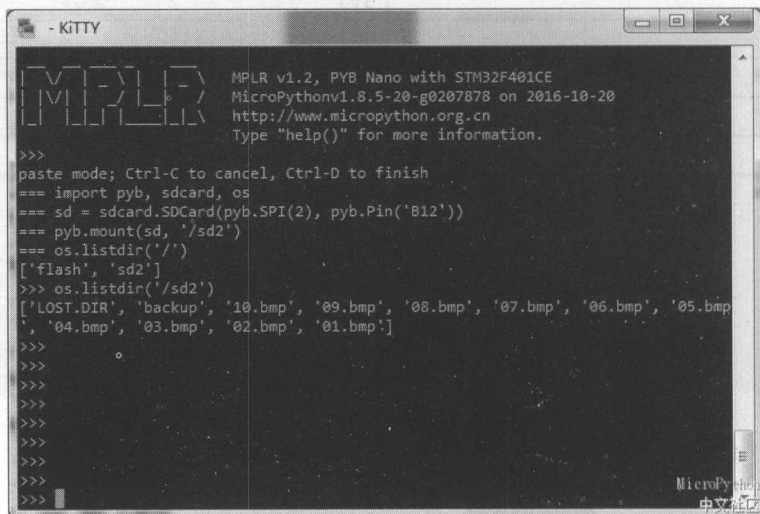 - KiTTY
MPLR v1.2, PYB Nano with STM32F401CE
MicroPythonv1.8.5-20-g0207878 on 2016-10-20
http://www.micropython.org.cn
Type "help()" for more information.
>>>
paste mode; Ctrl-C to cancel, Ctrl-D to finish
=== import pyb, sdcard, os
=== sd = sdcard.SDCard(pyb.SPI(2), pyb.Pin('B12'))
=== pyb.mount(sd, '/sd2')
=== os.listdir('/')
['flash', 'sd2']
>>> os.listdir('/sd2')
['LOST.DIR', 'backup', '10.bmp', '09.bmp', '08.bmp', '07.bmp', '06.bmp', '05.bmp
', '04.bmp', '03.bmp', '02.bmp', '01.bmp']
>>>
>>>
>>>
>>>
>>>
>>>
>>>
>>>
>>>
MicroPython
中文社区